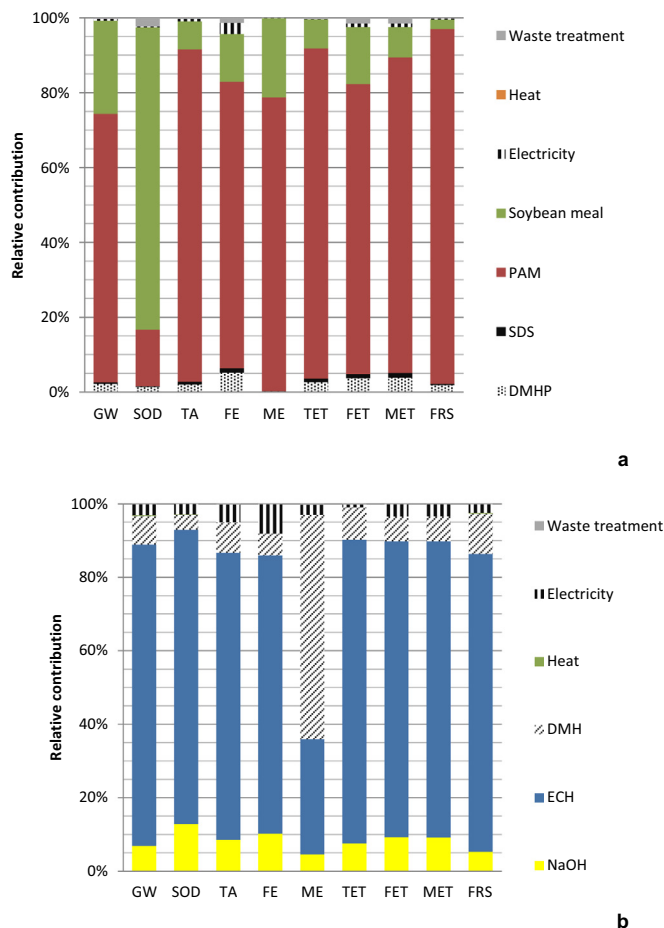 100%
80%
60%
40%
20%
0%
Relative contribution
GW SOD TA FE ME TET FET MET FRS
Waste treatment
Heat
Electricity
Soybean meal
PAM
SDS
DMHP
a
100%
80%
60%
40%
20%
0%
Relative contribution
GW SOD TA FE ME TET FET MET FRS
Waste treatment
Electricity
Heat
DMH
ECH
NaOH
b